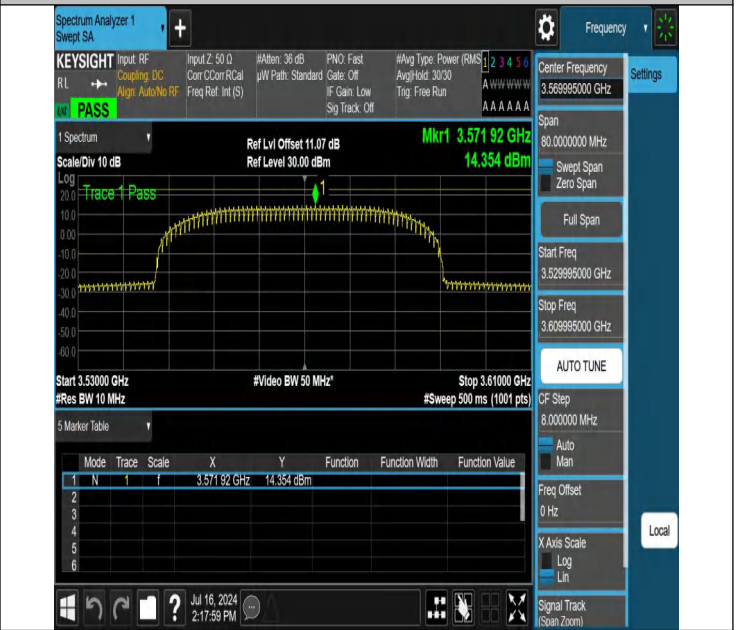 Spectrum Analyzer 1
Swept SA
+
Frequency
KEYSIGHT
RL
PASS
Input: RF
Coupling: DC
Align: Auto/No RF
Input Z: 50 Ω
Corr CCorr RCal
Freq Ref: Int (S)
#Atten: 36 dB
µW Path: Standard
PNO: Fast
Gate: Off
IF Gain: Low
Sig Track: Off
#Avg Type: Power (RMS
Avg|Hold: 30/30
Trig: Free Run
1 2 3 4 5 6
A W W W W W
A A A A A A
1 Spectrum
Scale/Div 10 dB
Ref Lvl Offset 11.07 dB
Ref Level 30.00 dBm
Mkr1 3.571 92 GHz
14.354 dBm
Log
Trace 1 Pass
1
20.0
10.0
0.00
-10.0
-20.0
-30.0
-40.0
-50.0
-60.0
Start 3.53000 GHz
#Res BW 10 MHz
#Video BW 50 MHz*
Stop 3.61000 GHz
#Sweep 500 ms (1001 pts)
5 Marker Table
Mode Trace Scale X Y Function Function Width Function Value
1 N 1 f 3.571 92 GHz 14.354 dBm
2
3
4
5
6
?
Jul 16, 2024
2:17:59 PM
Center Frequency
3.569995000 GHz
Settings
Span
80.0000000 MHz
Swept Span
Zero Span
Full Span
Start Freq
3.529995000 GHz
Stop Freq
3.609995000 GHz
AUTO TUNE
CF Step
8.000000 MHz
Auto
Man
Freq Offset
0 Hz
X Axis Scale
Log
Lin
Local
Signal Track
(Span Zoom)